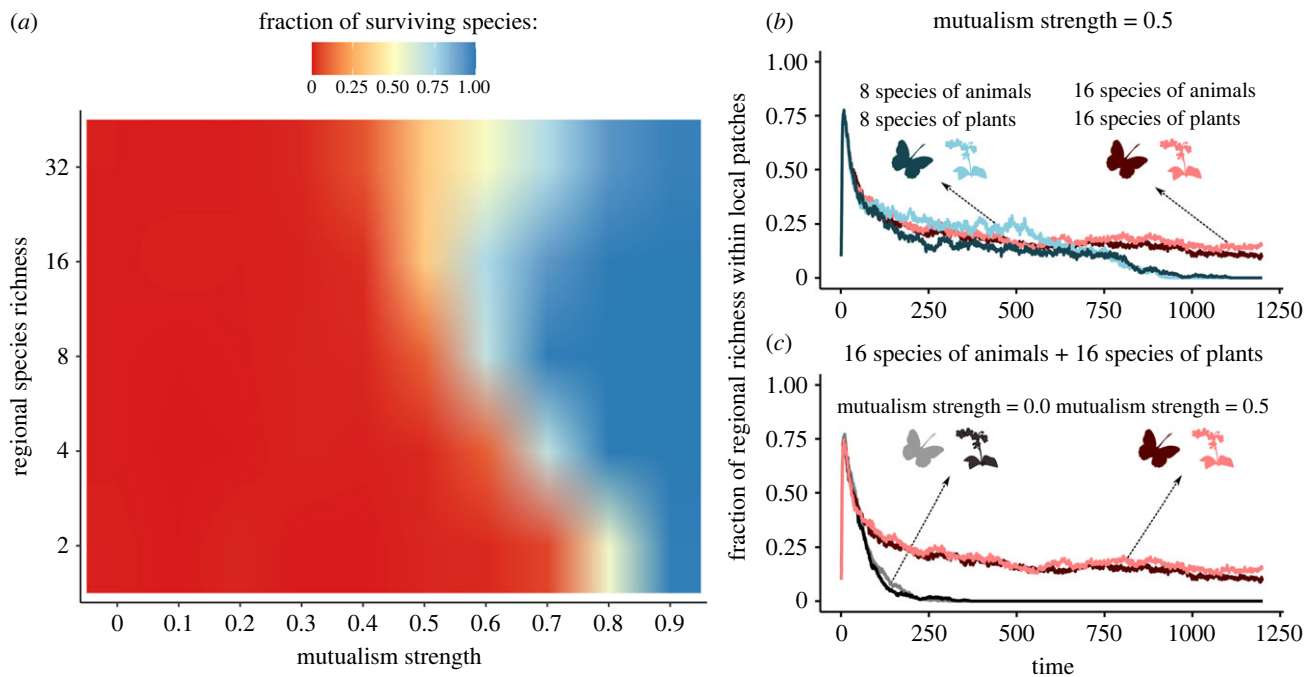 (a)
fraction of surviving species:
0 0.25 0.50 0.75 1.00
regional species richness
32
16
8
4
2
0 0.1 0.2 0.3 0.4 0.5 0.6 0.7 0.8 0.9
mutualism strength
fraction of regional richness within local patches
(b)
mutualism strength = 0.5
1.00
0.75
0.50
0.25
0
8 species of animals
8 species of plants
16 species of animals
16 species of plants
0 250 500 750 1000 1250
(c)
16 species of animals + 16 species of plants
1.00
0.75
0.50
0.25
0
mutualism strength = 0.0 mutualism strength = 0.5
0 250 500 750 1000 1250
time